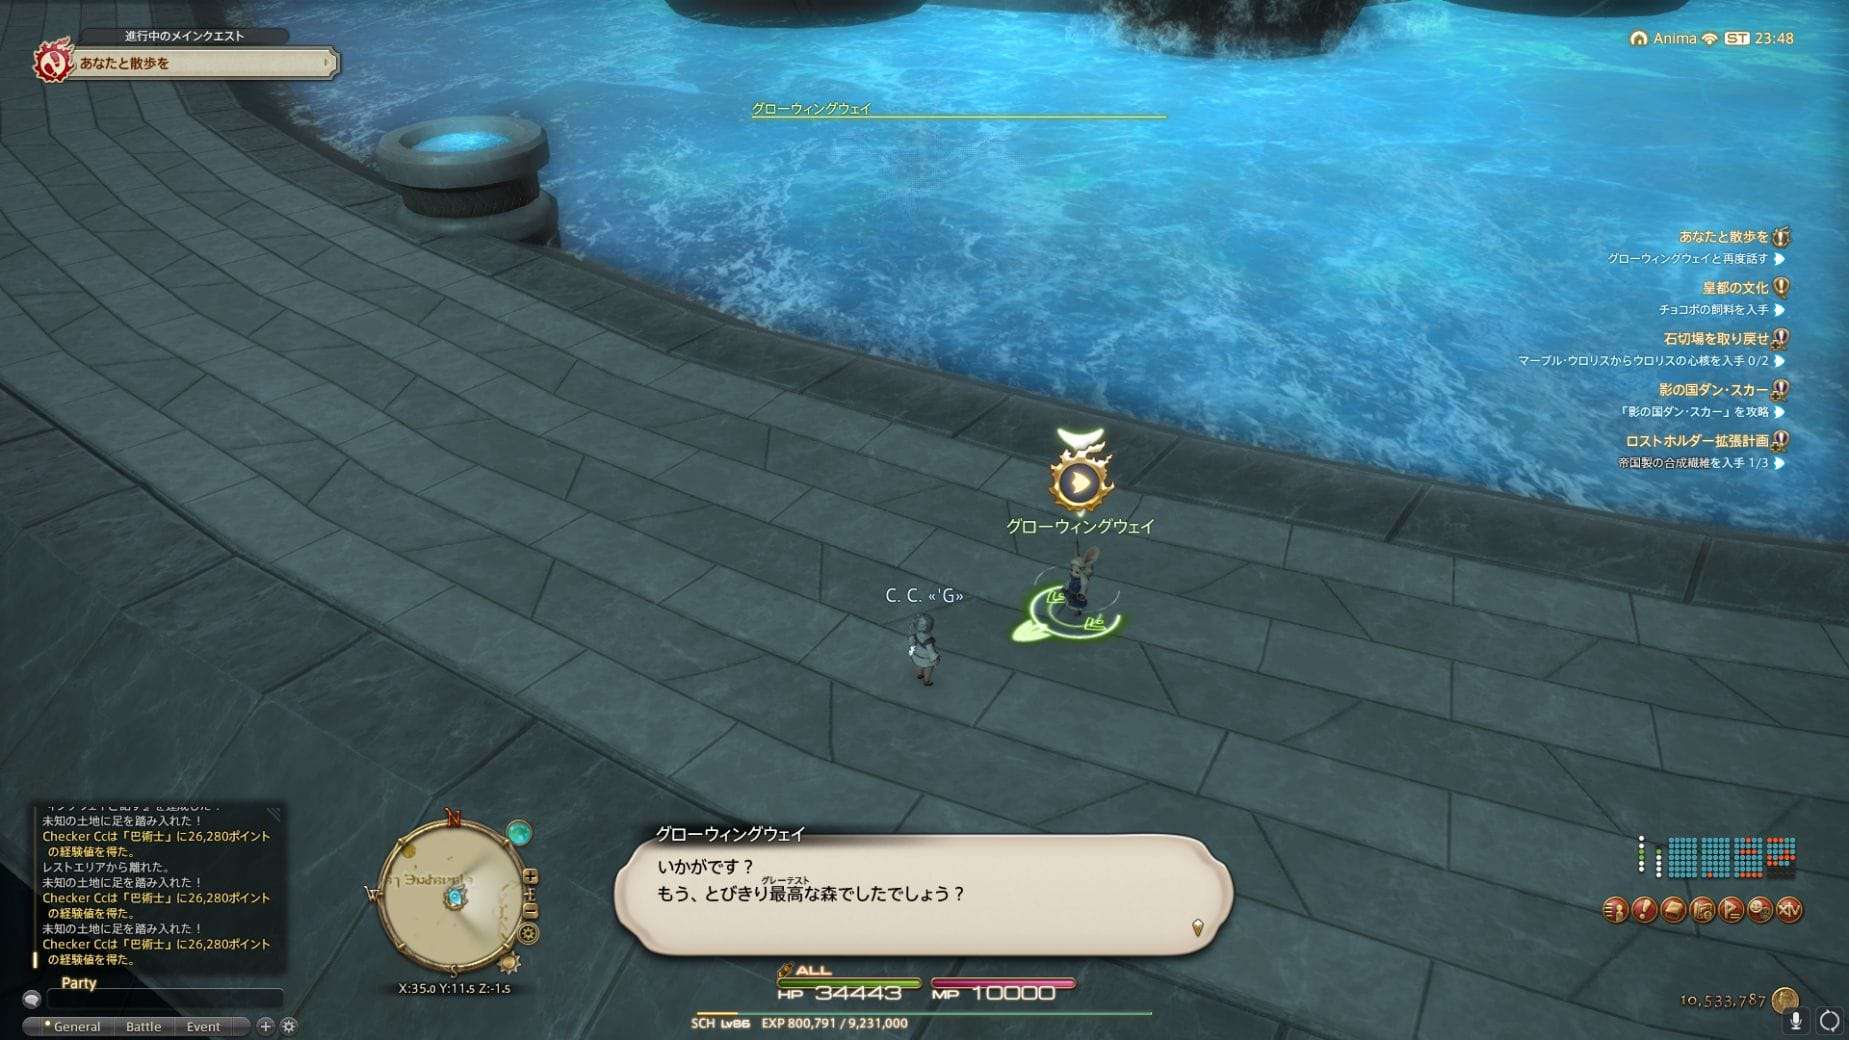 進行中のメインクエスト
あなたと散歩を
Anima ST 23:48
グローウィングウェイ
あなたと散歩を
グローウィングウェイと再度話す
皇都の文化
チョコボの飼料を入手
石切場を取り戻せ
マーブル・ウロリスからウロリスの心核を入手 0/2
影の国ダン・スカー
「影の国ダン・スカー」を攻略
ロストホルダー拡張計画
帝国製の合成繊維を入手 1/3
グローウィングウェイ
C. C. «'G»
未知の土地に足を踏み入れた！
Checker Ccは「巴術士」に26,280ポイント
の経験値を得た。
レストエリアから離れた。
未知の土地に足を踏み入れた！
Checker Ccは「巴術士」に26,280ポイント
の経験値を得た。
未知の土地に足を踏み入れた！
Checker Ccは「巴術士」に26,280ポイント
の経験値を得た。
Party
General Battle Event
N
W
S
X:35.0 Y:11.5 Z:-1.5
グローウィングウェイ
いかがです？
グレーテスト
もう、とびきり最高な森でしたでしょう？
ALL
HP 34443 MP 10000
SCH Lv86 EXP 800,791 / 9,231,000
XIV
10,533,787